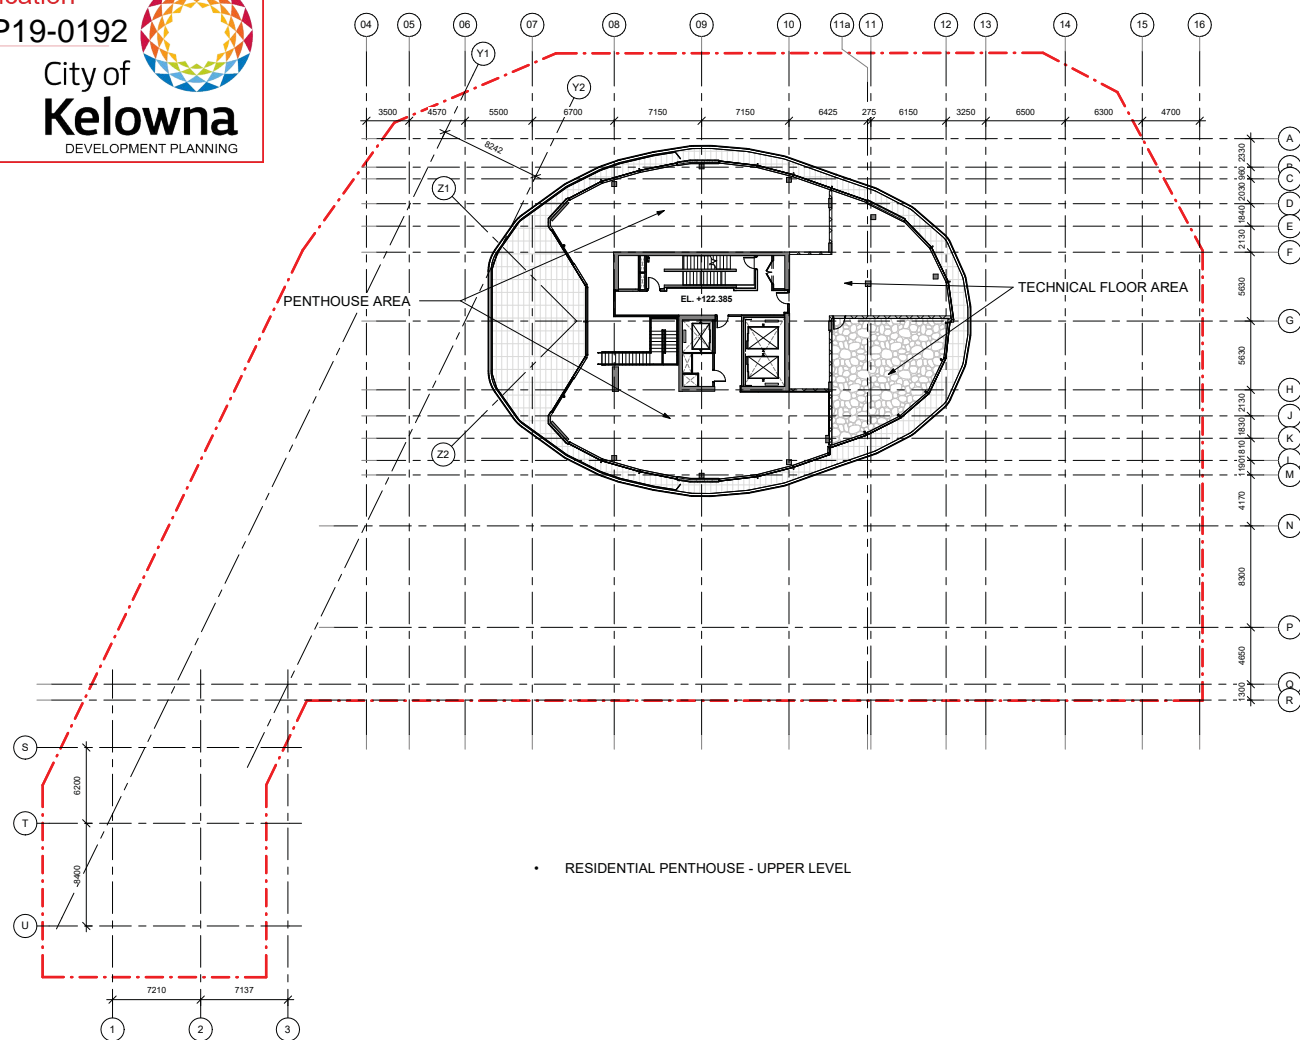 P19-0192
City of
Kelowna
DEVELOPMENT PLANNING
04 05 06 07 08 09 10 11a 11 12 13 14 15 16
Y1
Y2
3500 4570 5500 6700 7150 7150 6425 275 6150 3250 6500 6300 4700
8242
Z1
Z2
A
B
C
D
E
F
G
H
J
K
L
M
N
P
Q
R
2330
960
2030
1840
2130
5630
5630
2130
1830
1810
1190
4170
8300
4650
1300
PENTHOUSE AREA
EL. +122.385
TECHNICAL FLOOR AREA
S
T
U
6200
8400
• RESIDENTIAL PENTHOUSE - UPPER LEVEL
7210 7137
1 2 3